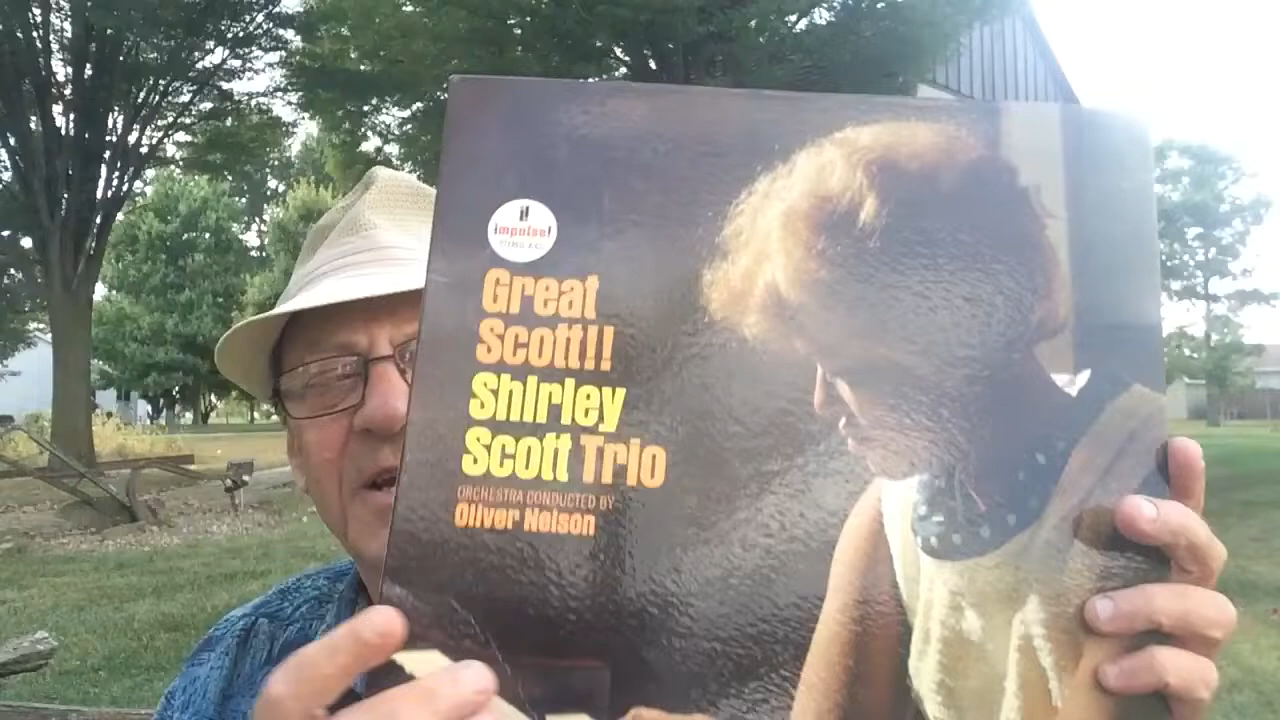 impulse!
Great
Scott!!
Shirley
Scott Trio
ORCHESTRA CONDUCTED BY
Oliver Nelson